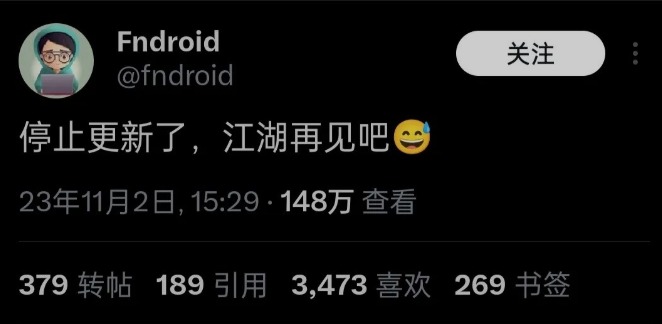 Fndroid
关注
@fndroid
停止更新了，江湖再见吧😅
23年11月2日, 15:29 · 148万 查看
379 转帖 189 引用 3,473 喜欢 269 书签